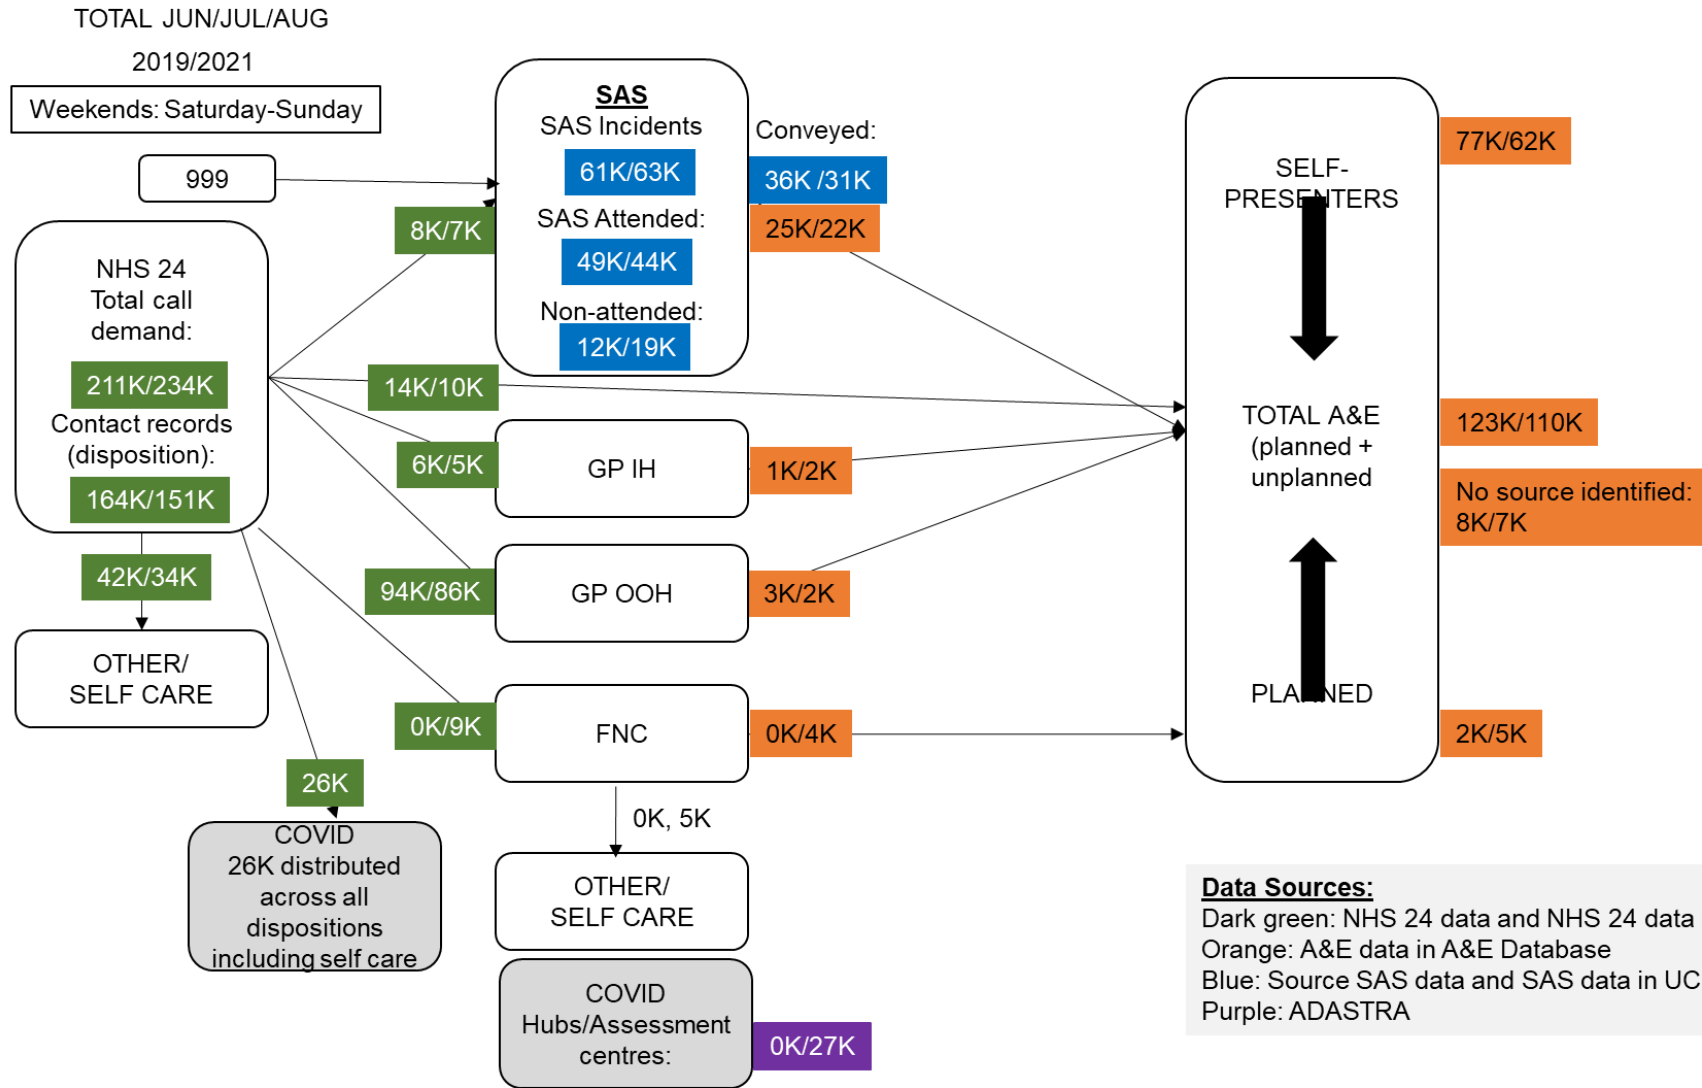 TOTAL JUN/JUL/AUG
2019/2021
Weekends: Saturday-Sunday
999
NHS 24
Total call
demand:
211K/234K
Contact records
(disposition):
164K/151K
42K/34K
OTHER/
SELF CARE
26K
COVID
26K distributed
across all
dispositions
including self care
8K/7K
14K/10K
6K/5K
94K/86K
0K/9K
SAS
SAS Incidents
61K/63K
SAS Attended:
49K/44K
Non-attended:
12K/19K
Conveyed:
36K /31K
25K/22K
GP IH
1K/2K
GP OOH
3K/2K
FNC
0K/4K
0K, 5K
OTHER/
SELF CARE
COVID
Hubs/Assessment
centres:
0K/27K
SELF-
PRESENTERS
77K/62K
TOTAL A&E
(planned +
unplanned
123K/110K
No source identified:
8K/7K
PLANNED
2K/5K
Data Sources:
Dark green: NHS 24 data and NHS 24 data
Orange: A&E data in A&E Database
Blue: Source SAS data and SAS data in UC
Purple: ADASTRA